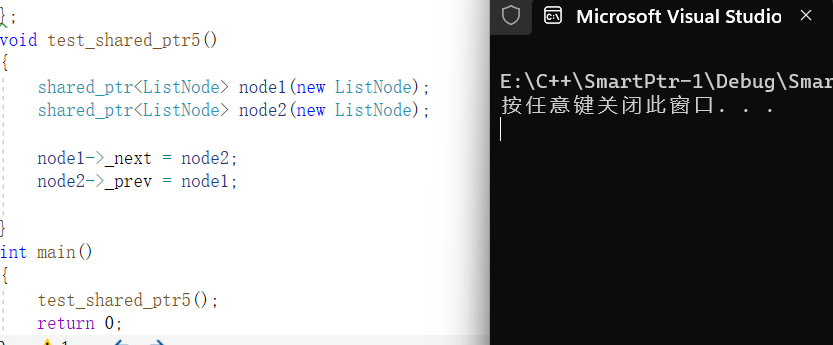 };
void test_shared_ptr5()
{
shared_ptr<ListNode> node1(new ListNode);
shared_ptr<ListNode> node2(new ListNode);
node1->_next = node2;
node2->_prev = node1;
}
int main()
{
test_shared_ptr5();
return 0;
Microsoft Visual Studio
E:\C++\SmartPtr-1\Debug\Smar
按任意键关闭此窗口. . .